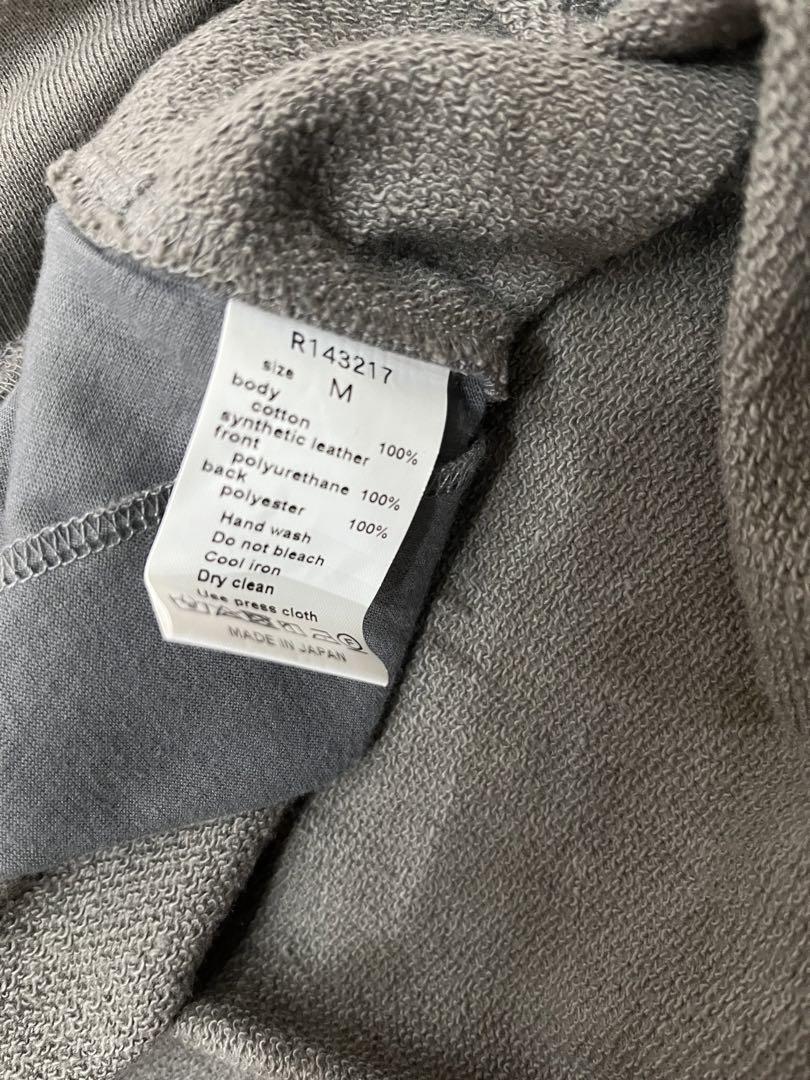 R143217
size M
body
cotton 100%
synthetic leather
front
polyurethane 100%
back
polyester 100%
Hand wash
Do not bleach
Cool iron
Dry clean
Use press cloth
MADE IN JAPAN